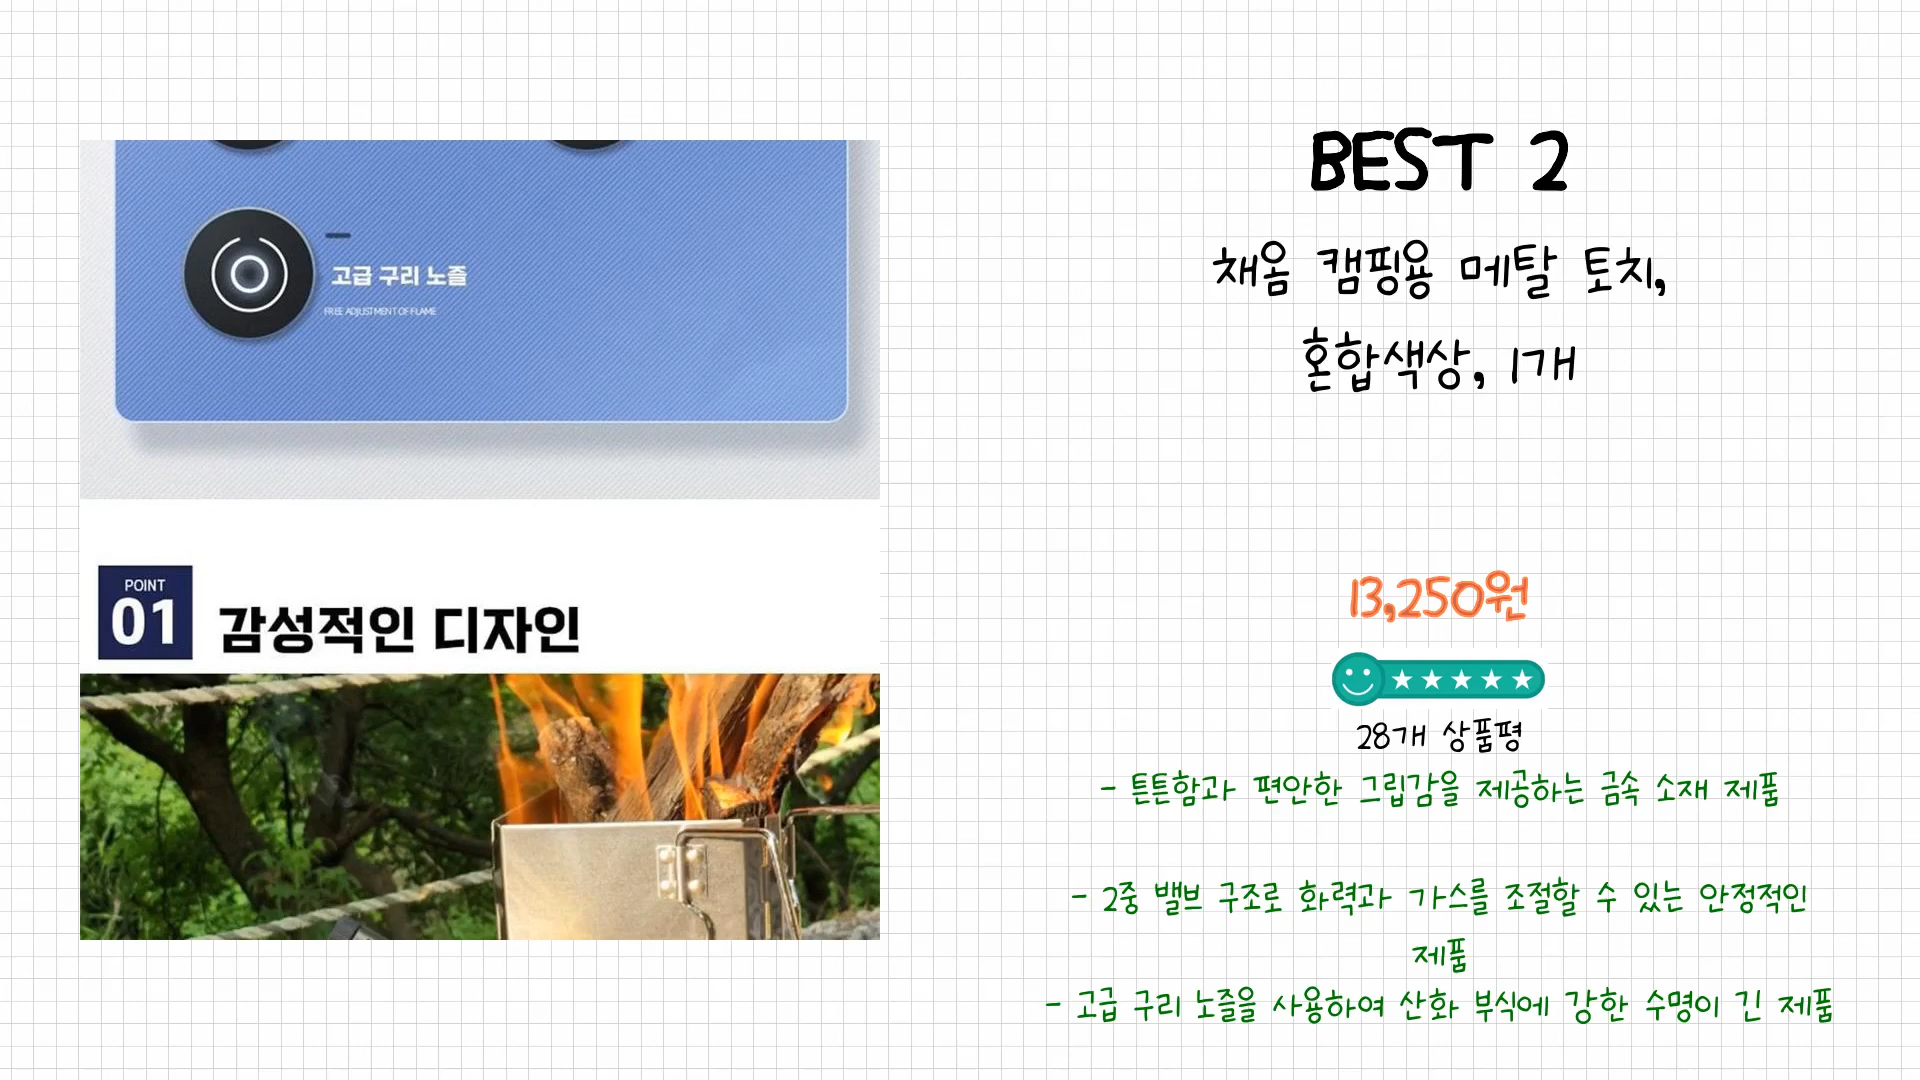 고급 구리 노즐
FREE ADJUSTMENT OF FLAME
POINT
01
감성적인 디자인
BEST 2
채옴 캠핑용 메탈 토치,
혼합색상, 1개
13,250원
28개 상품평
- 튼튼함과 편안한 그립감을 제공하는 금속 소재 제품
- 2중 밸브 구조로 화력과 가스를 조절할 수 있는 안정적인
제품
- 고급 구리 노즐을 사용하여 산화 부식에 강한 수명이 긴 제품